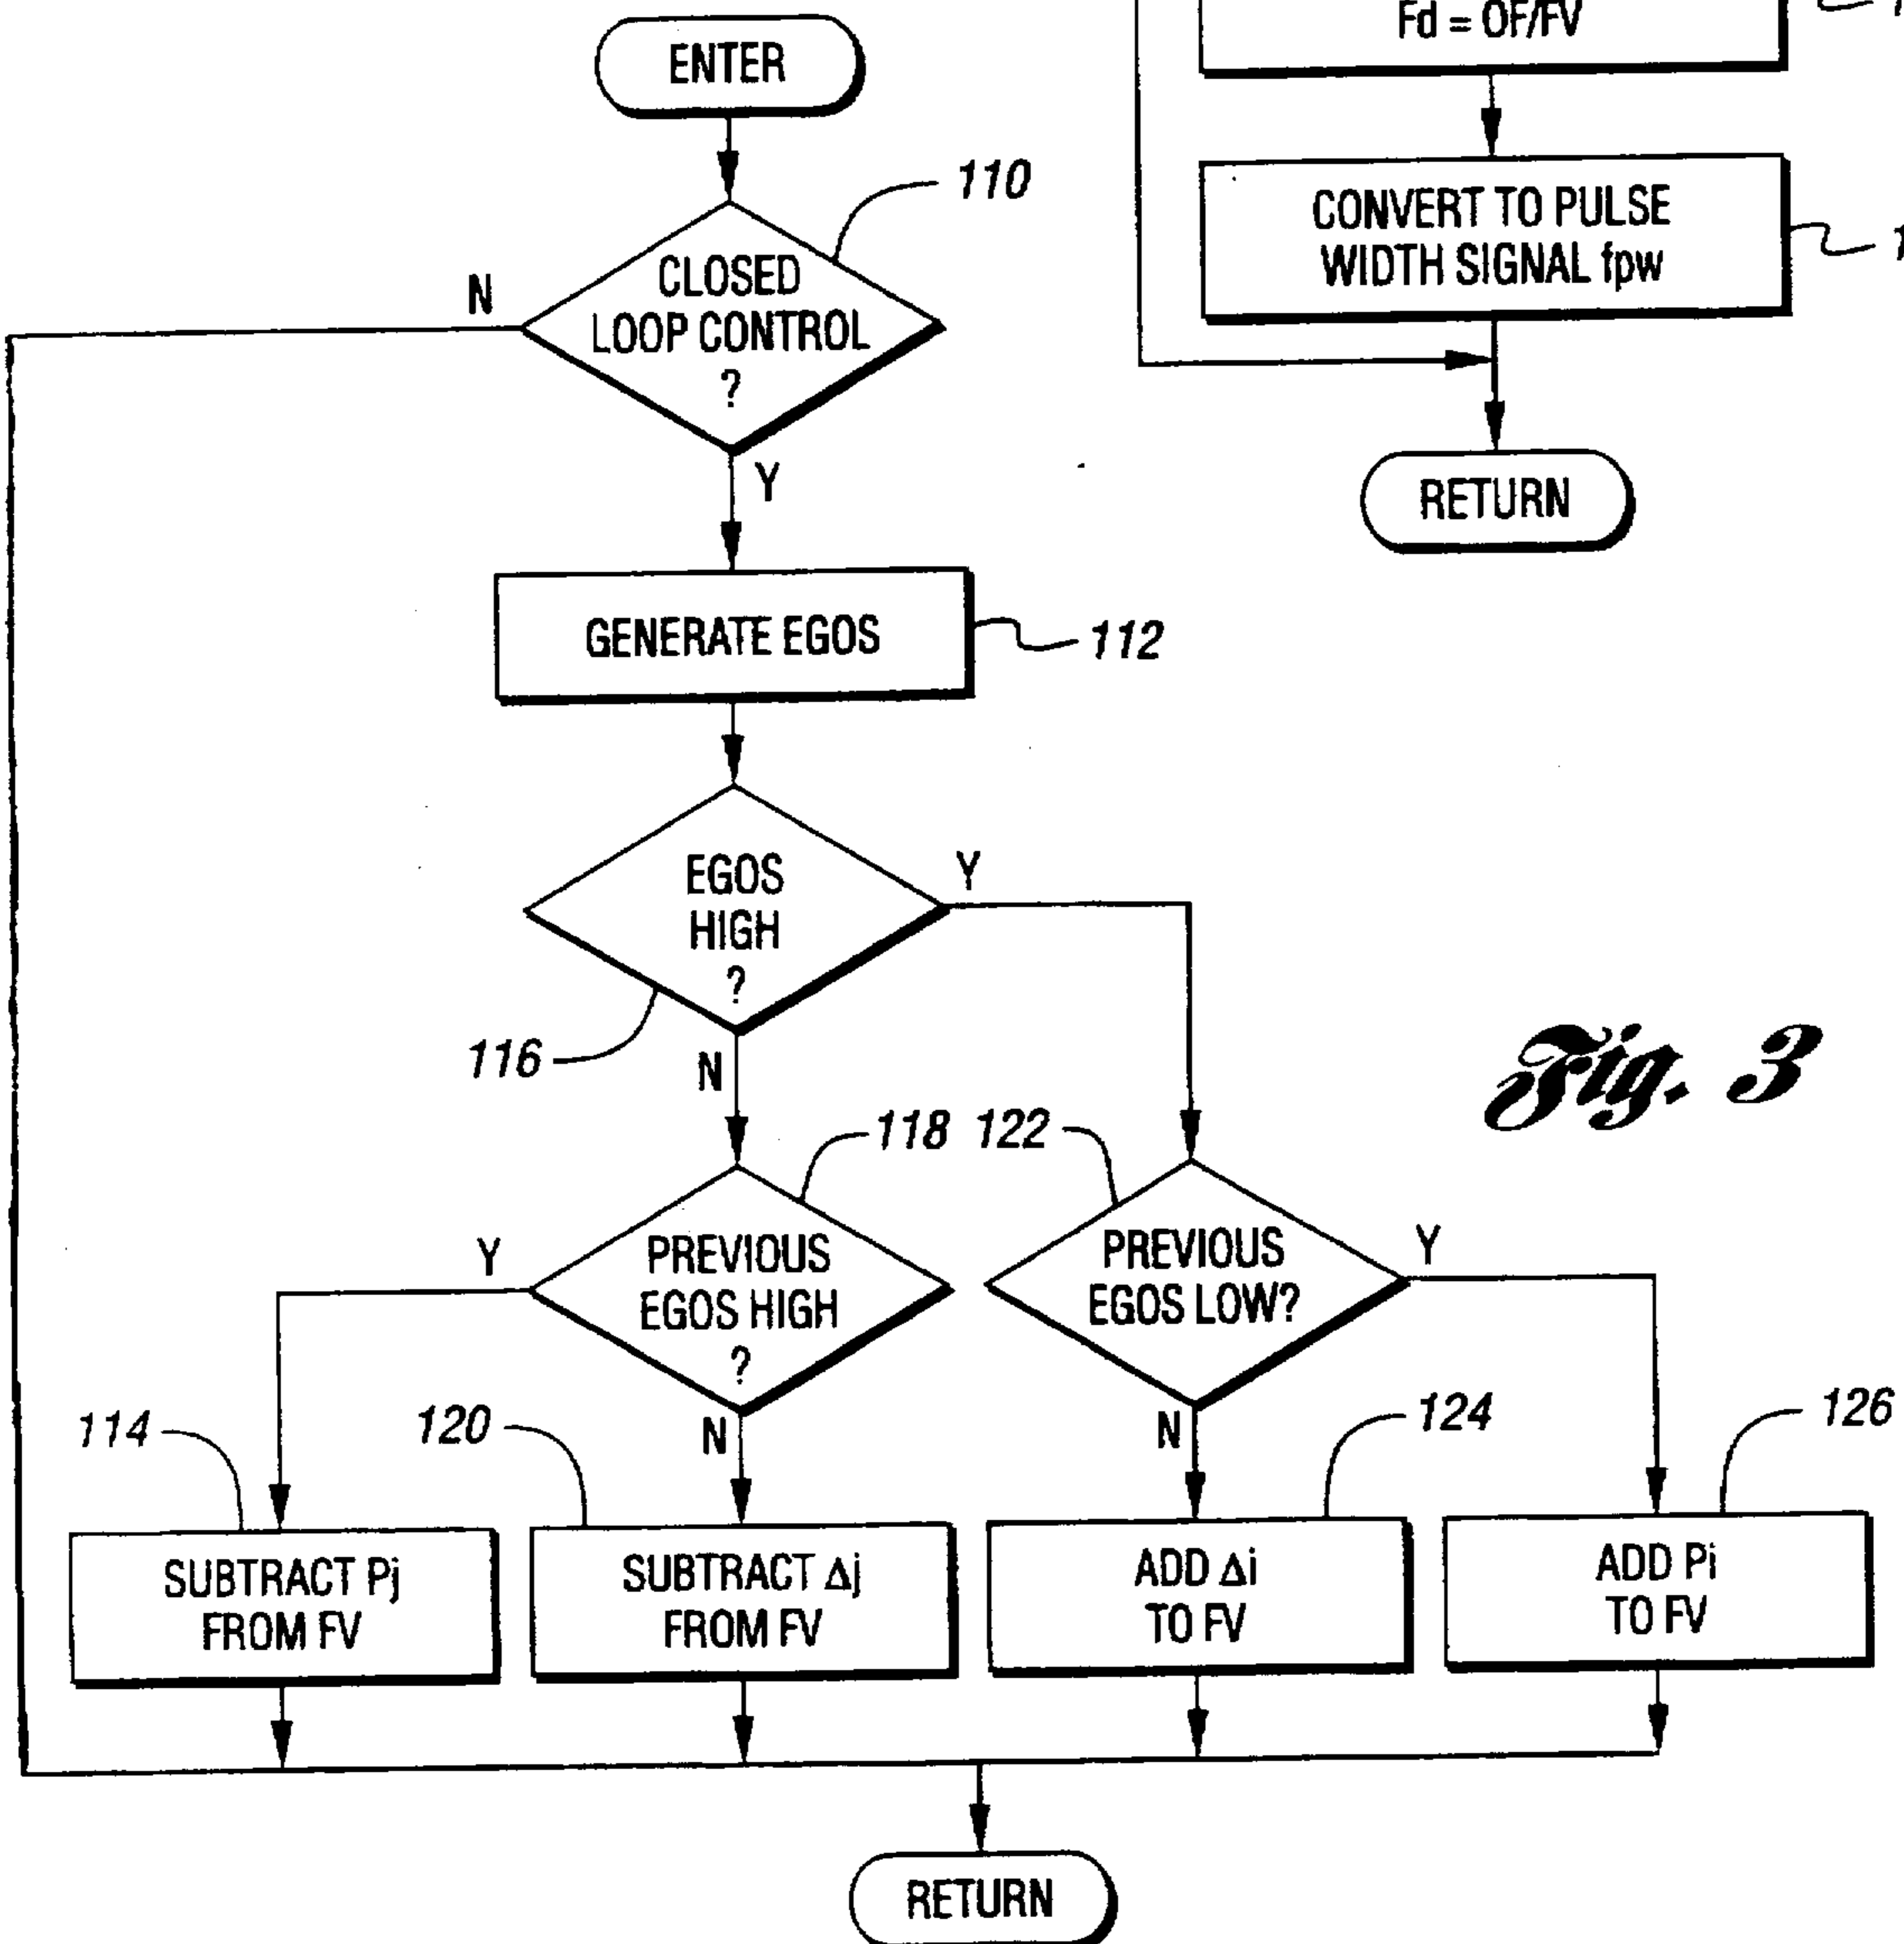 ENTER
110
CLOSED
LOOP CONTROL
?
N
Y
GENERATE EGOS
112
EGOS
HIGH
?
Y
116
N
118
122
PREVIOUS
EGOS HIGH
?
Y
N
PREVIOUS
EGOS LOW?
Y
N
114
120
124
126
SUBTRACT Pj
FROM FV
SUBTRACT Δj
FROM FV
ADD Δi
TO FV
ADD Pi
TO FV
RETURN
Fd = OF/FV
CONVERT TO PULSE
WIDTH SIGNAL fpw
RETURN
Fig. 3